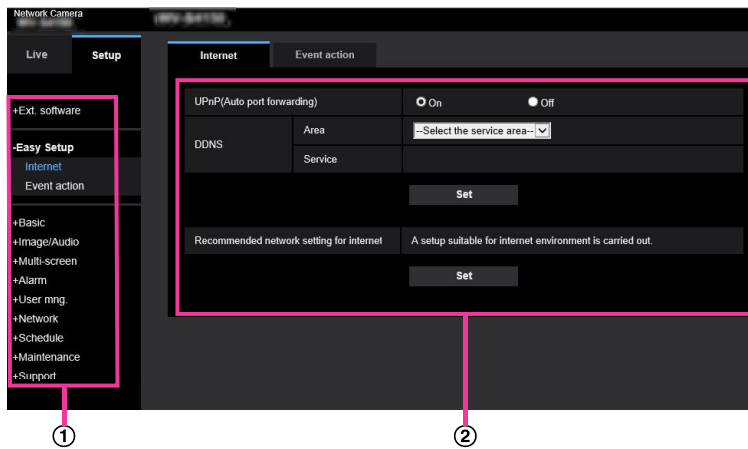 Network Camera
Live
Setup
+Ext. software
-Easy Setup
Internet
Event action
+Basic
+Image/Audio
+Multi-screen
+Alarm
+User mng.
+Network
+Schedule
+Maintenance
+Support
Internet
Event action
UPnP(Auto port forwarding)
On
Off
DDNS
Area
--Select the service area--
Service
Set
Recommended network setting for internet
A setup suitable for internet environment is carried out.
Set
①
②